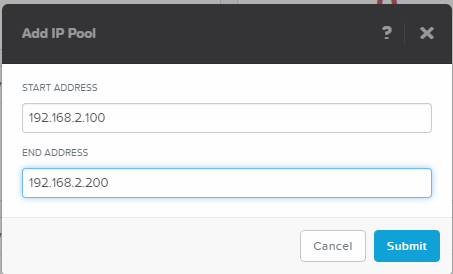 Add IP Pool ?
START ADDRESS
192.168.2.100
END ADDRESS
192.168.2.200
Cancel Submit